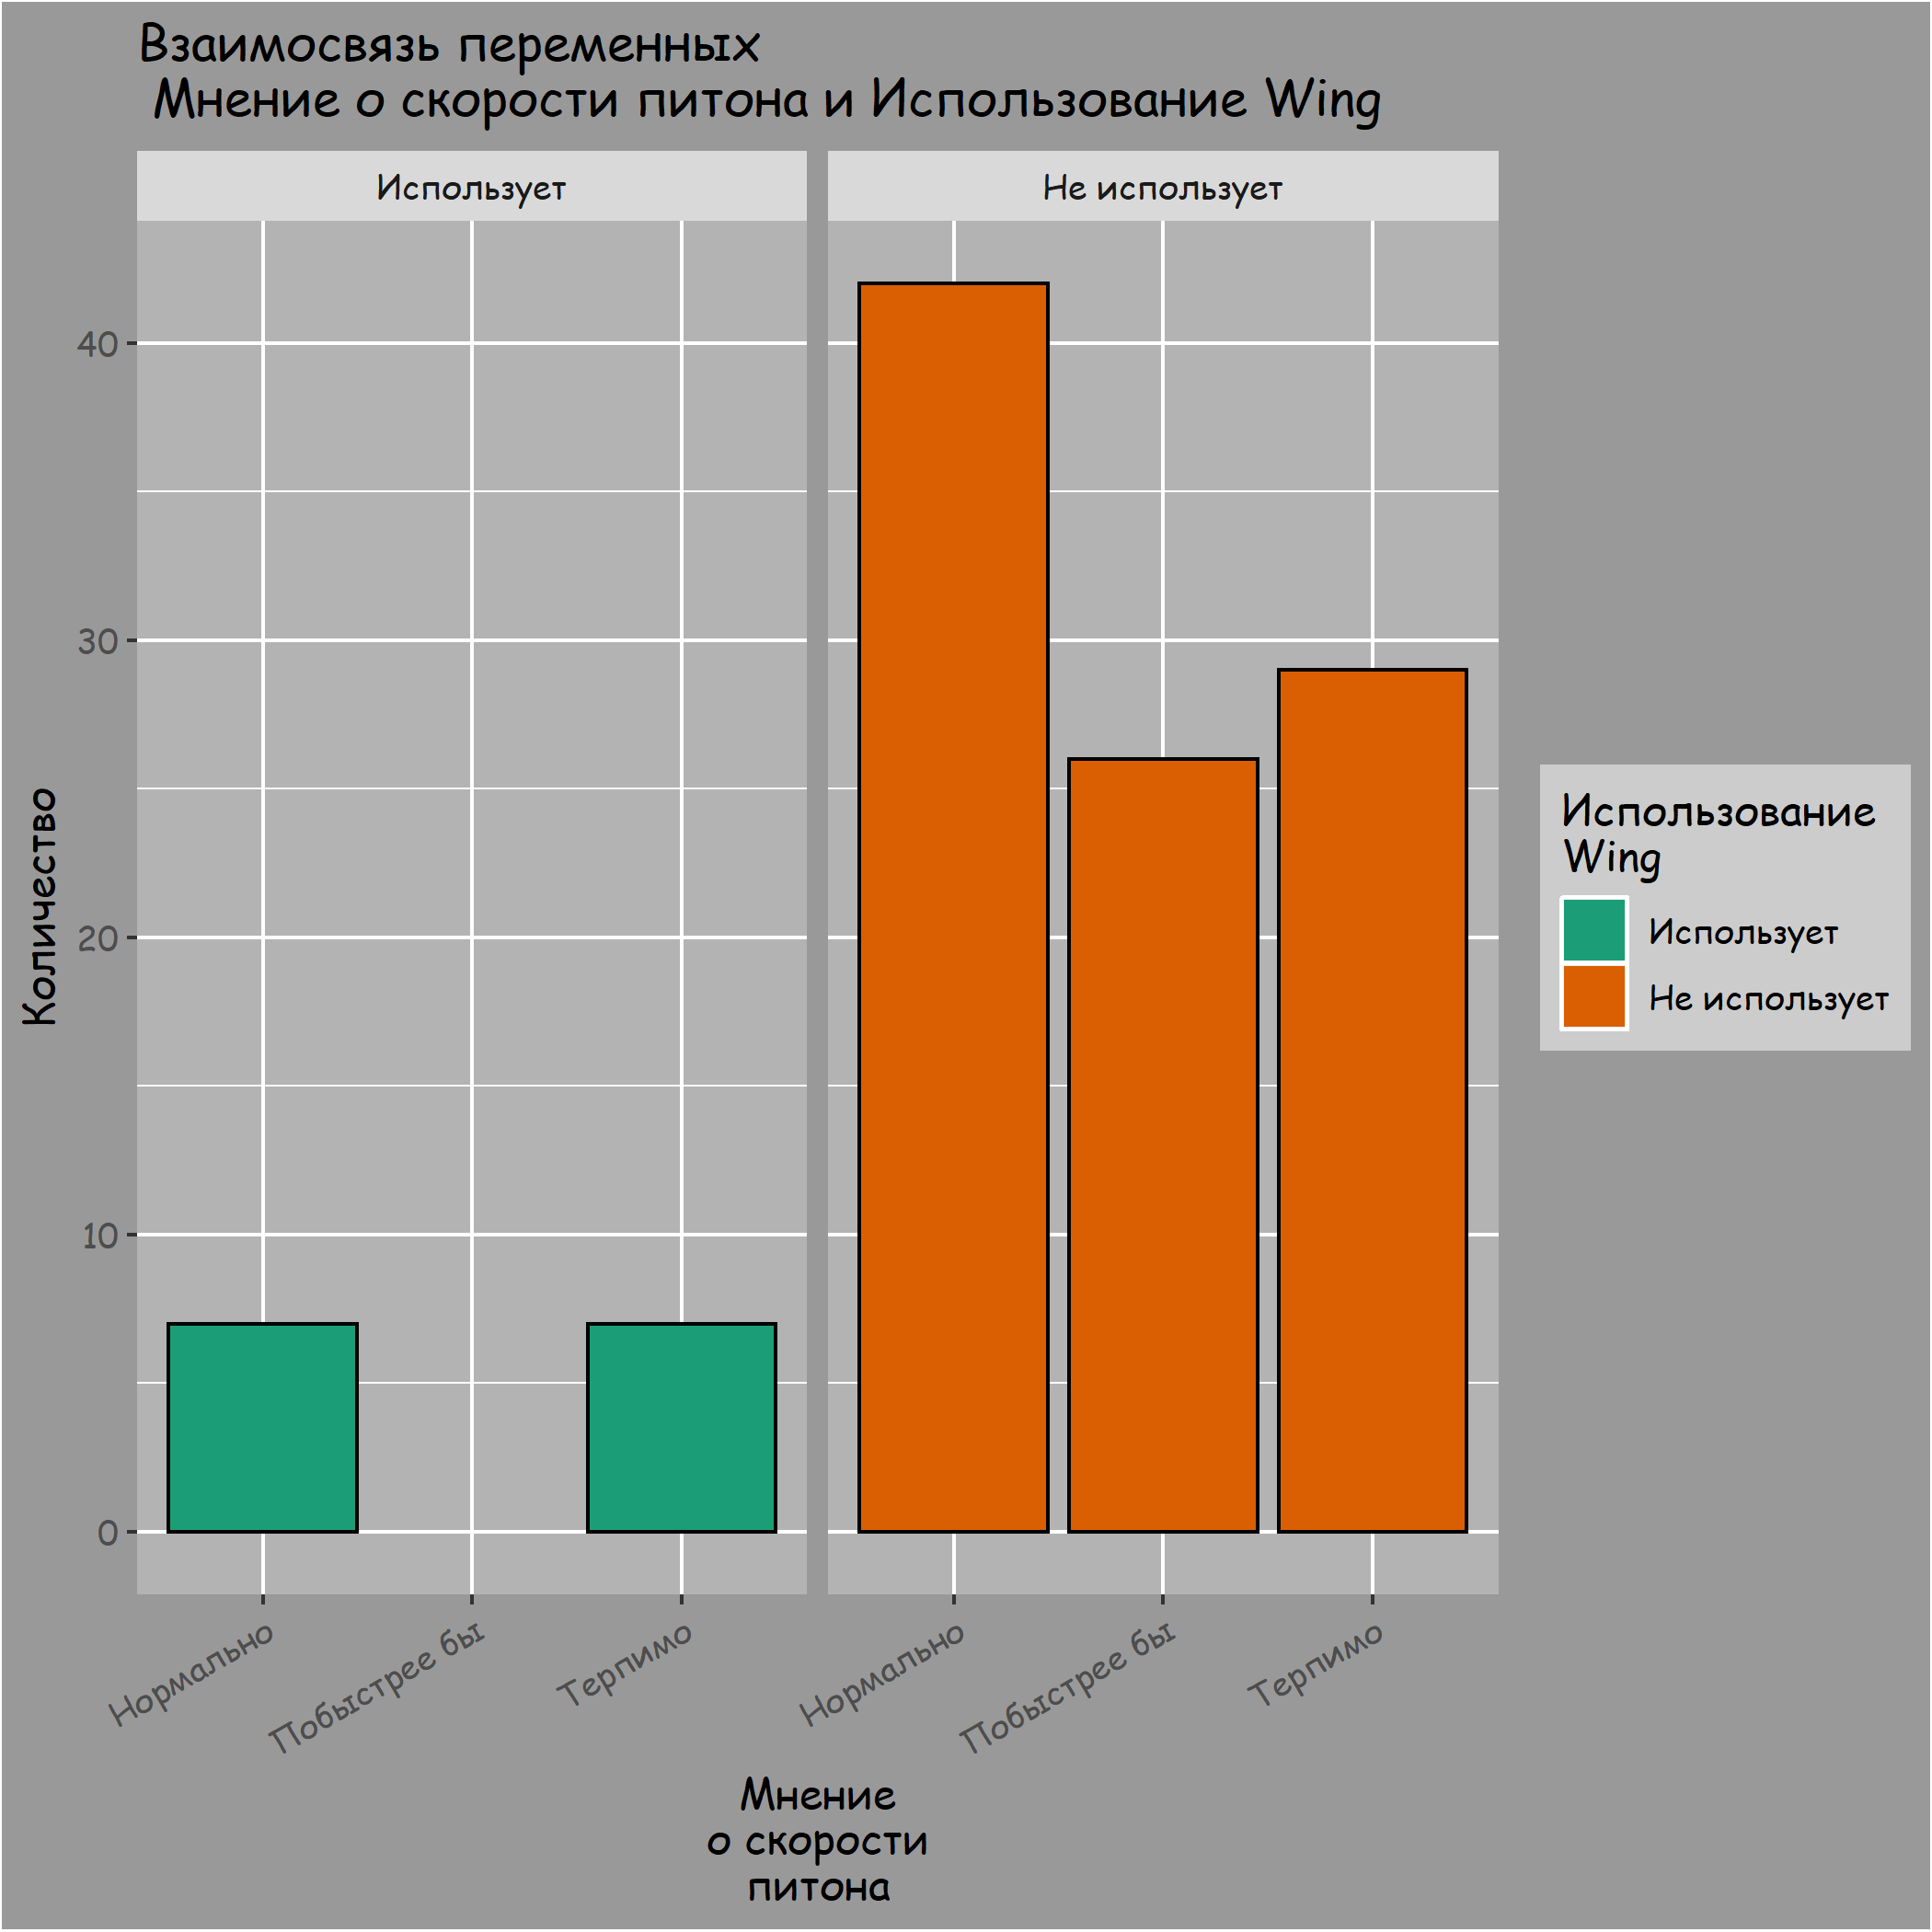 Взаимосвязь переменных
Мнение о скорости питона и Использование Wing
Использует
Не использует
Количество
40
30
20
10
0
Нормально
Побыстрее бы
Терпимо
Нормально
Побыстрее бы
Терпимо
Мнение
о скорости
питона
Использование
Wing
Использует
Не использует